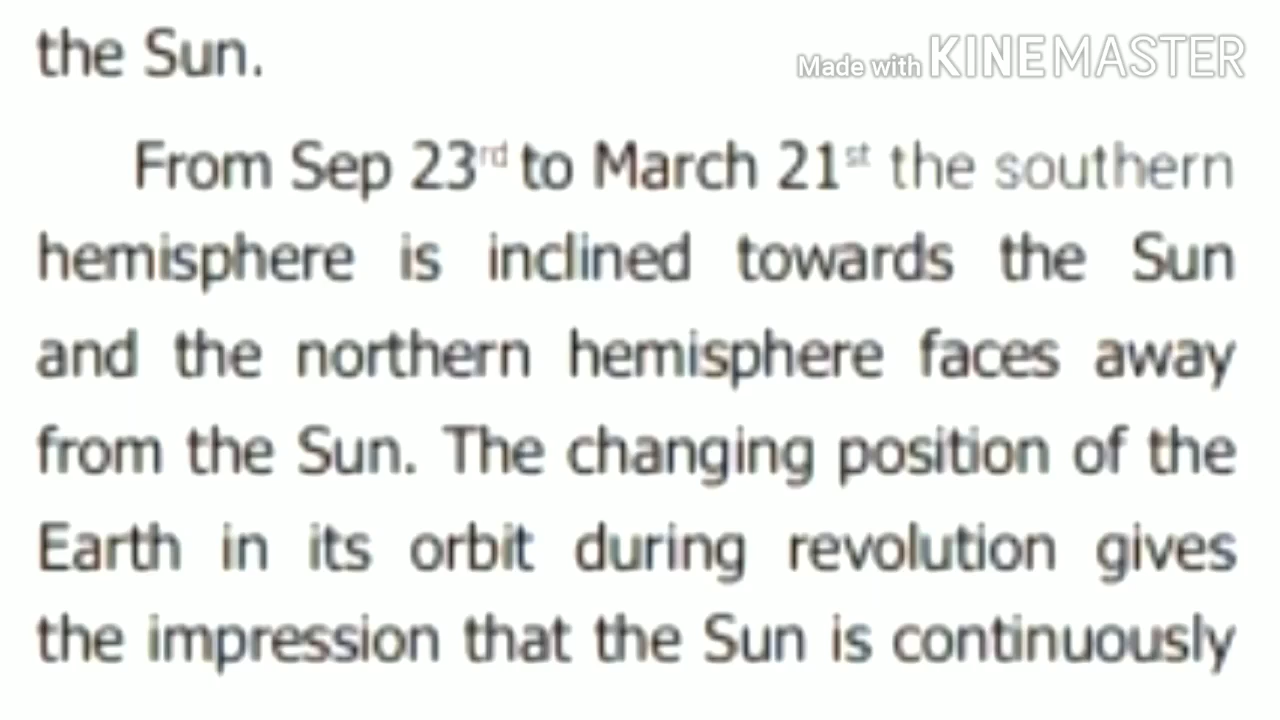 the Sun.
Made with KINEMASTER
From Sep 23rd to March 21st the southern
hemisphere is inclined towards the Sun
and the northern hemisphere faces away
from the Sun. The changing position of the
Earth in its orbit during revolution gives
the impression that the Sun is continuously